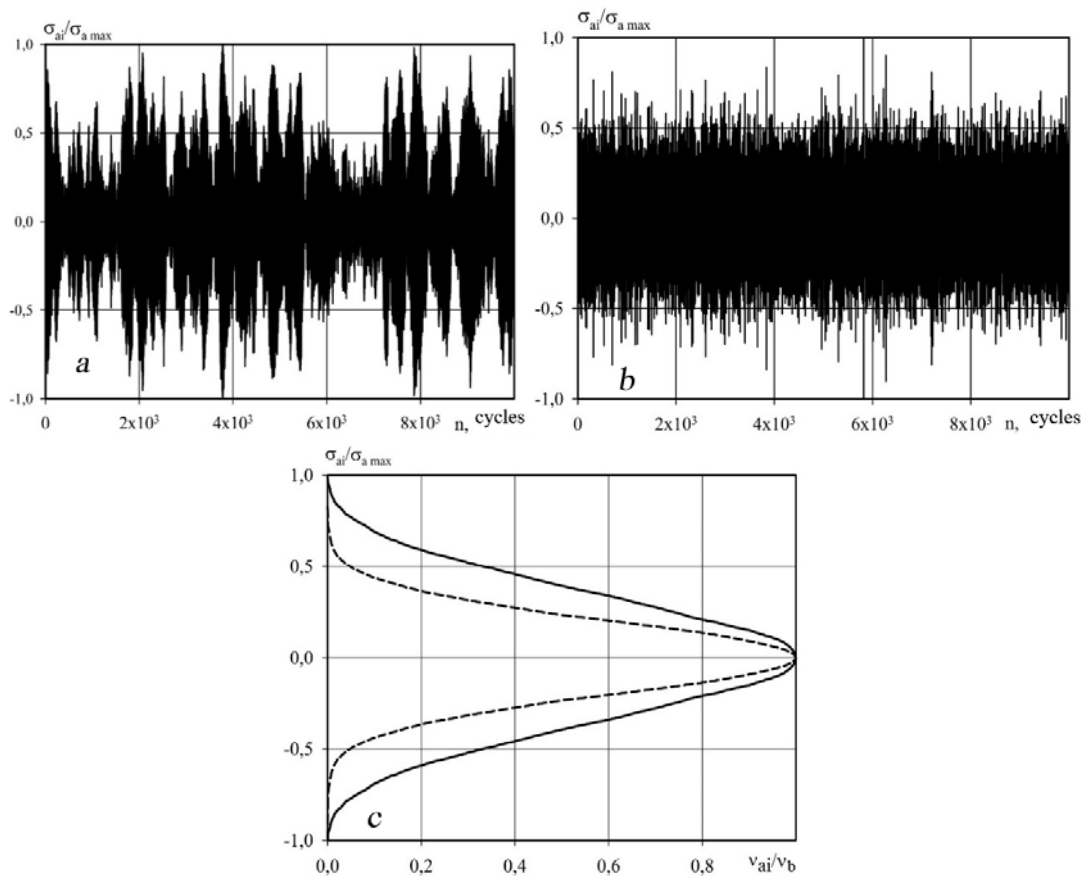 σai/σa max
1,0
0,5
0,0
-0,5
-1,0
a
0 2x10³ 4x10³ 6x10³ 8x10³ n, cycles
σai/σa max
1,0
0,5
0,0
-0,5
-1,0
b
0 2x10³ 4x10³ 6x10³ 8x10³ n, cycles
σai/σa max
1,0
0,5
0,0
-0,5
-1,0
c
0,0 0,2 0,4 0,6 0,8 νai/νb